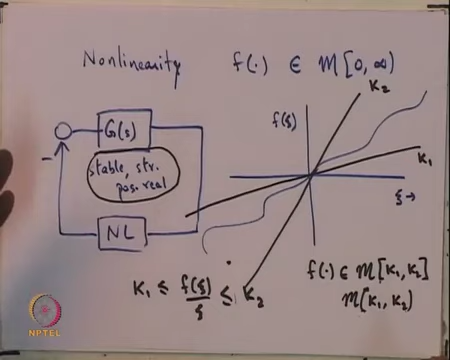 Nonlinearity
f(·) ∈ M[0, ∞)
K₂
f(ξ)
G(s)
K₁
stable, str.
pos. real
ξ→
−
NL
f(·) ∈ M[K₁, K₂]
K₁ ≤ f(ξ)/ξ ≤ K₂
M(K₁, K₂)
NPTEL